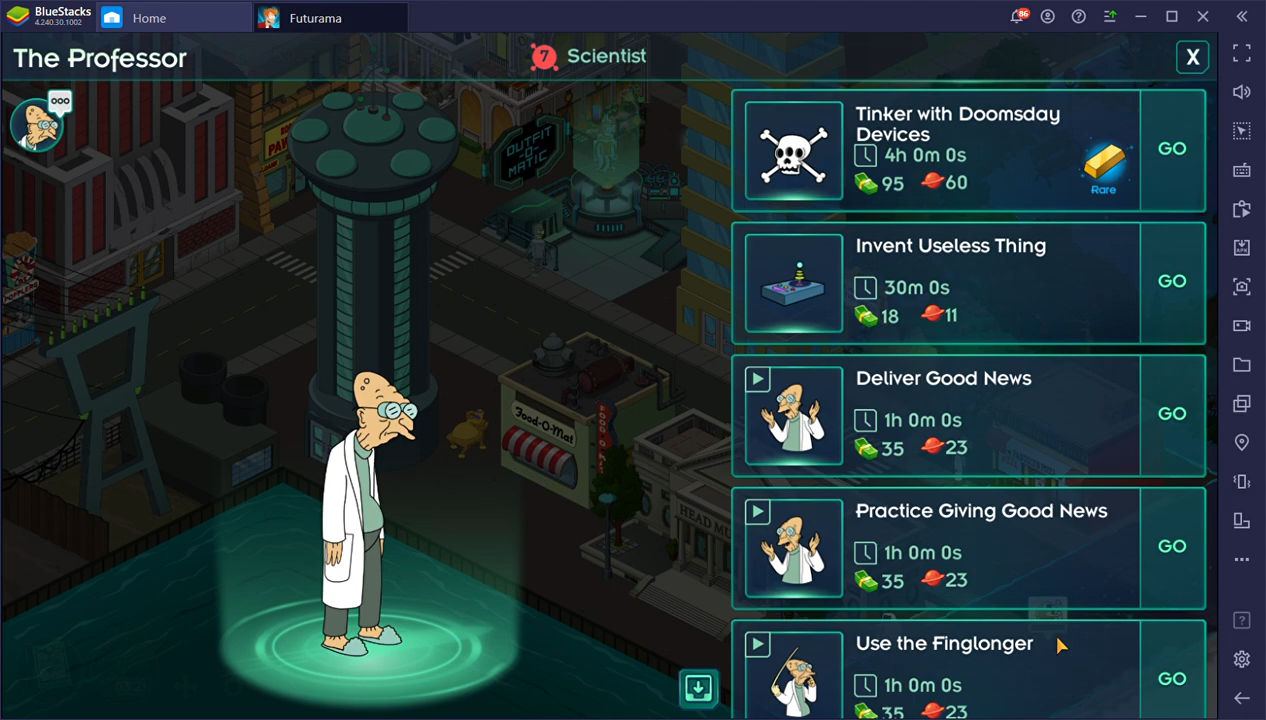 BlueStacks
4.240.30.1002
Home
Futurama
86
The Professor
7
Scientist
X
OUTFIT
-O-
MATIC
Food-O-Mat
HEAD MU
Tinker with Doomsday
Devices
4h 0m 0s
95 60
Rare
GO
Invent Useless Thing
30m 0s
18 11
GO
Deliver Good News
1h 0m 0s
35 23
GO
Practice Giving Good News
1h 0m 0s
35 23
GO
Use the Finglonger
1h 0m 0s
35 23
GO